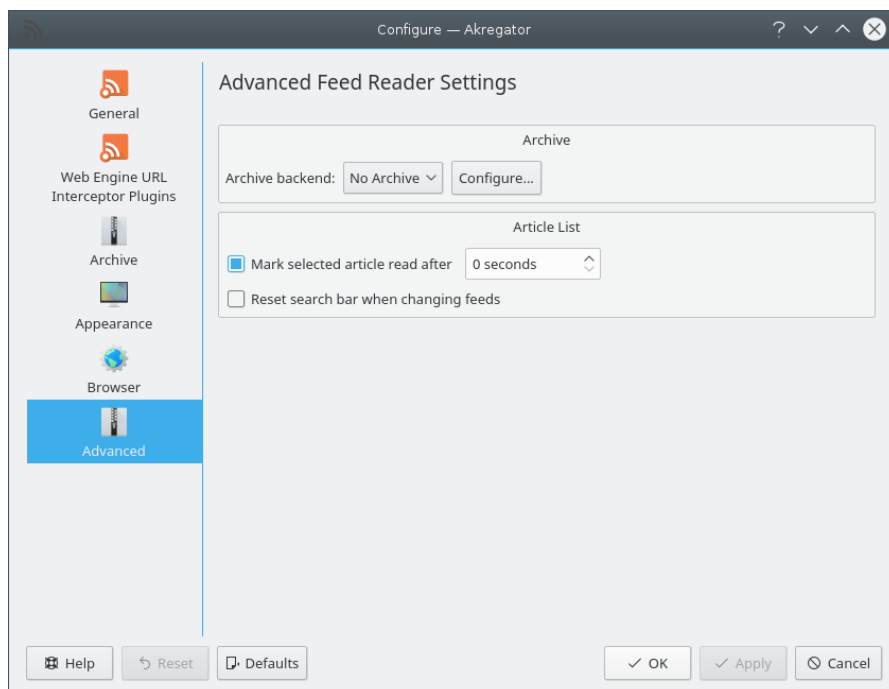 Configure — Akregator
General
Web Engine URL
Interceptor Plugins
Archive
Appearance
Browser
Advanced
Advanced Feed Reader Settings
Archive
Archive backend: No Archive Configure...
Article List
Mark selected article read after 0 seconds
Reset search bar when changing feeds
Help Reset Defaults OK Apply Cancel